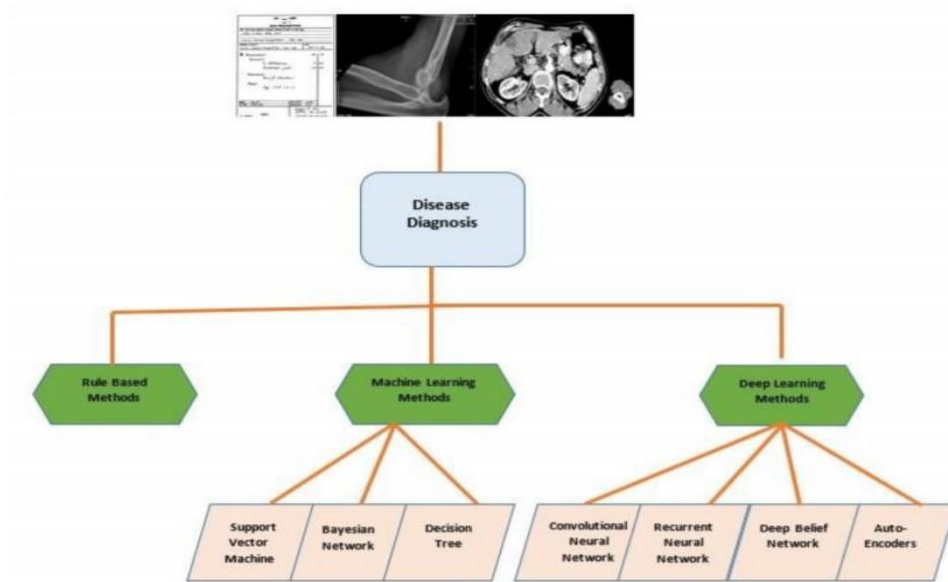 Disease
Diagnosis
Rule Based
Methods
Machine Learning
Methods
Deep Learning
Methods
Support
Vector
Machine
Bayesian
Network
Decision
Tree
Convolutional
Neural
Network
Recurrent
Neural
Network
Deep Belief
Network
Auto-
Encoders